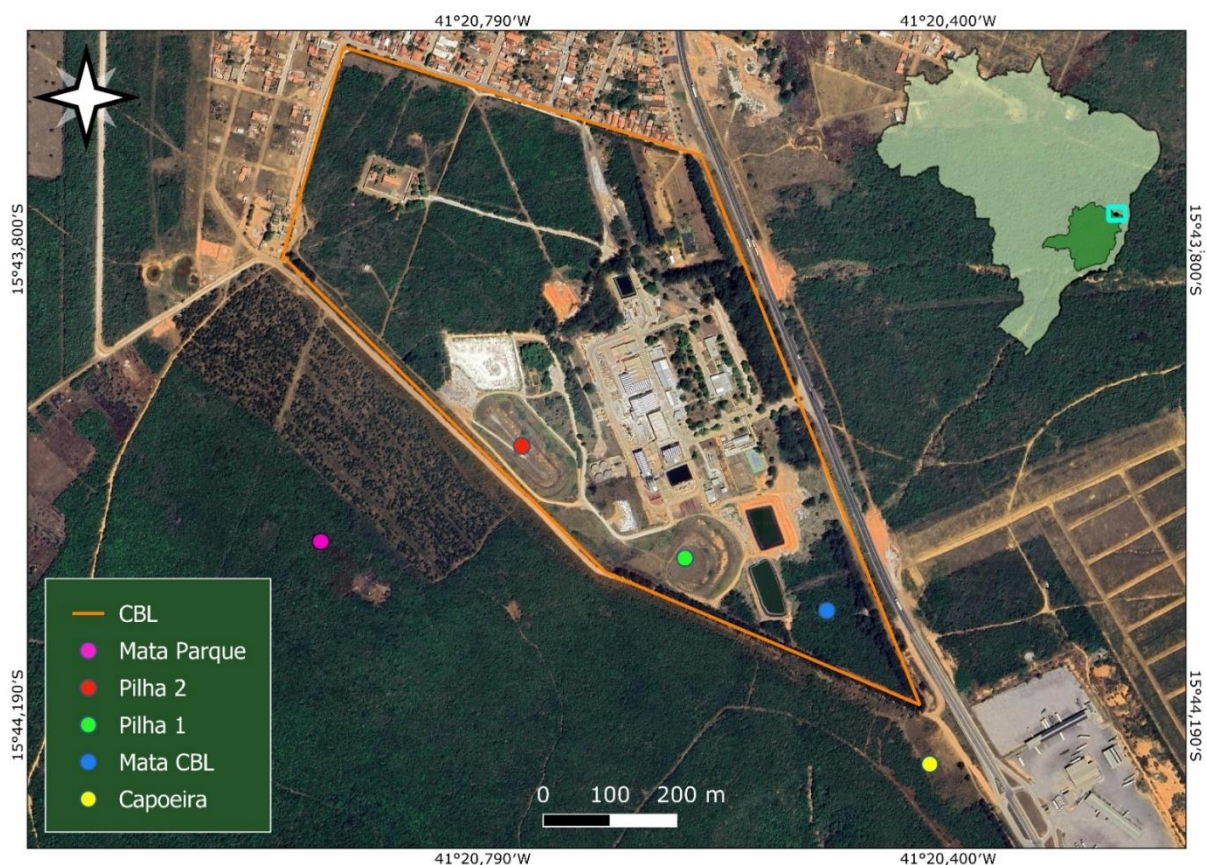 41°20,790'W 41°20,400'W
15°43,800'S
15°43,800'S
CBL
Mata Parque
Pilha 2
Pilha 1
Mata CBL
Capoeira
15°44,190'S
15°44,190'S
0 100 200 m
41°20,790'W 41°20,400'W